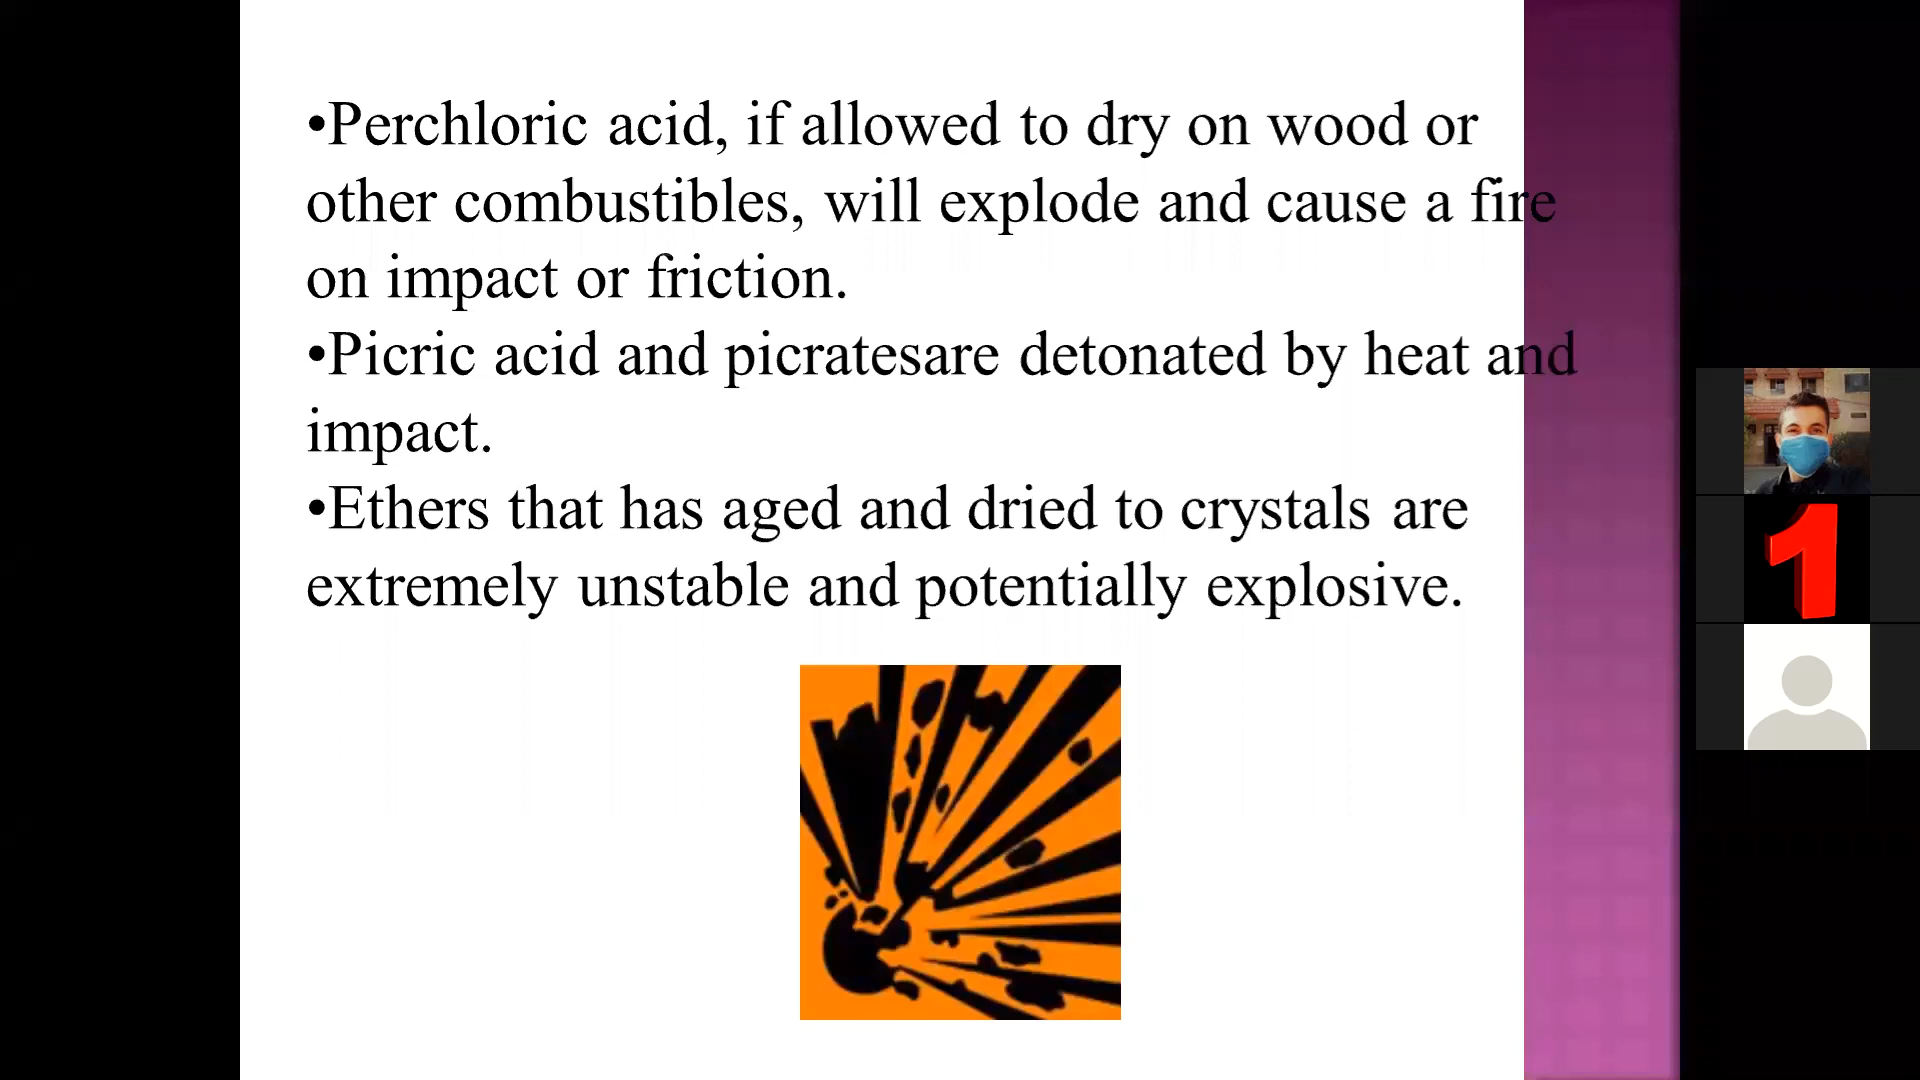 •Perchloric acid, if allowed to dry on wood or
other combustibles, will explode and cause a fire
on impact or friction.
•Picric acid and picratesare detonated by heat and
impact.
•Ethers that has aged and dried to crystals are
extremely unstable and potentially explosive.
1